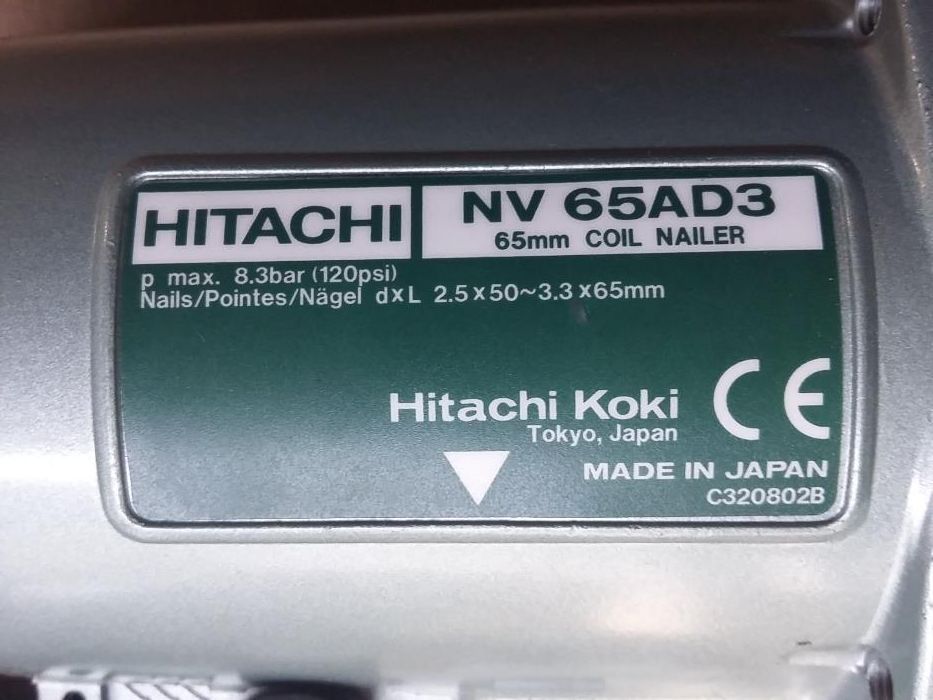 HITACHI
NV 65AD3
65mm COIL NAILER
p max. 8.3bar (120psi)
Nails/Pointes/Nägel d×L 2.5×50~3.3×65mm
Hitachi Koki
Tokyo, Japan
CE
MADE IN JAPAN
C320802B